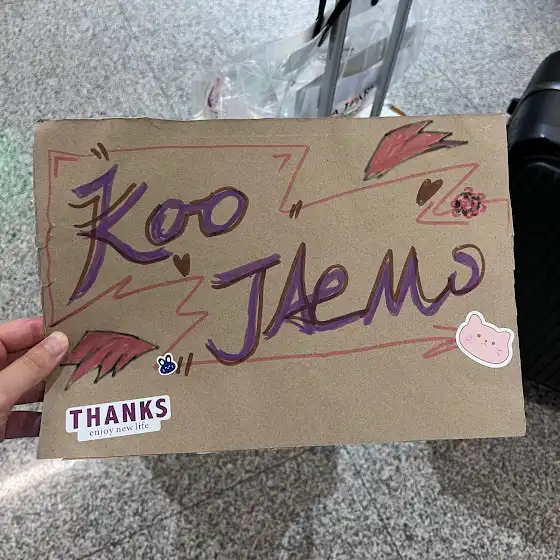 Koo
JAeMo
THANKS
enjoy new life